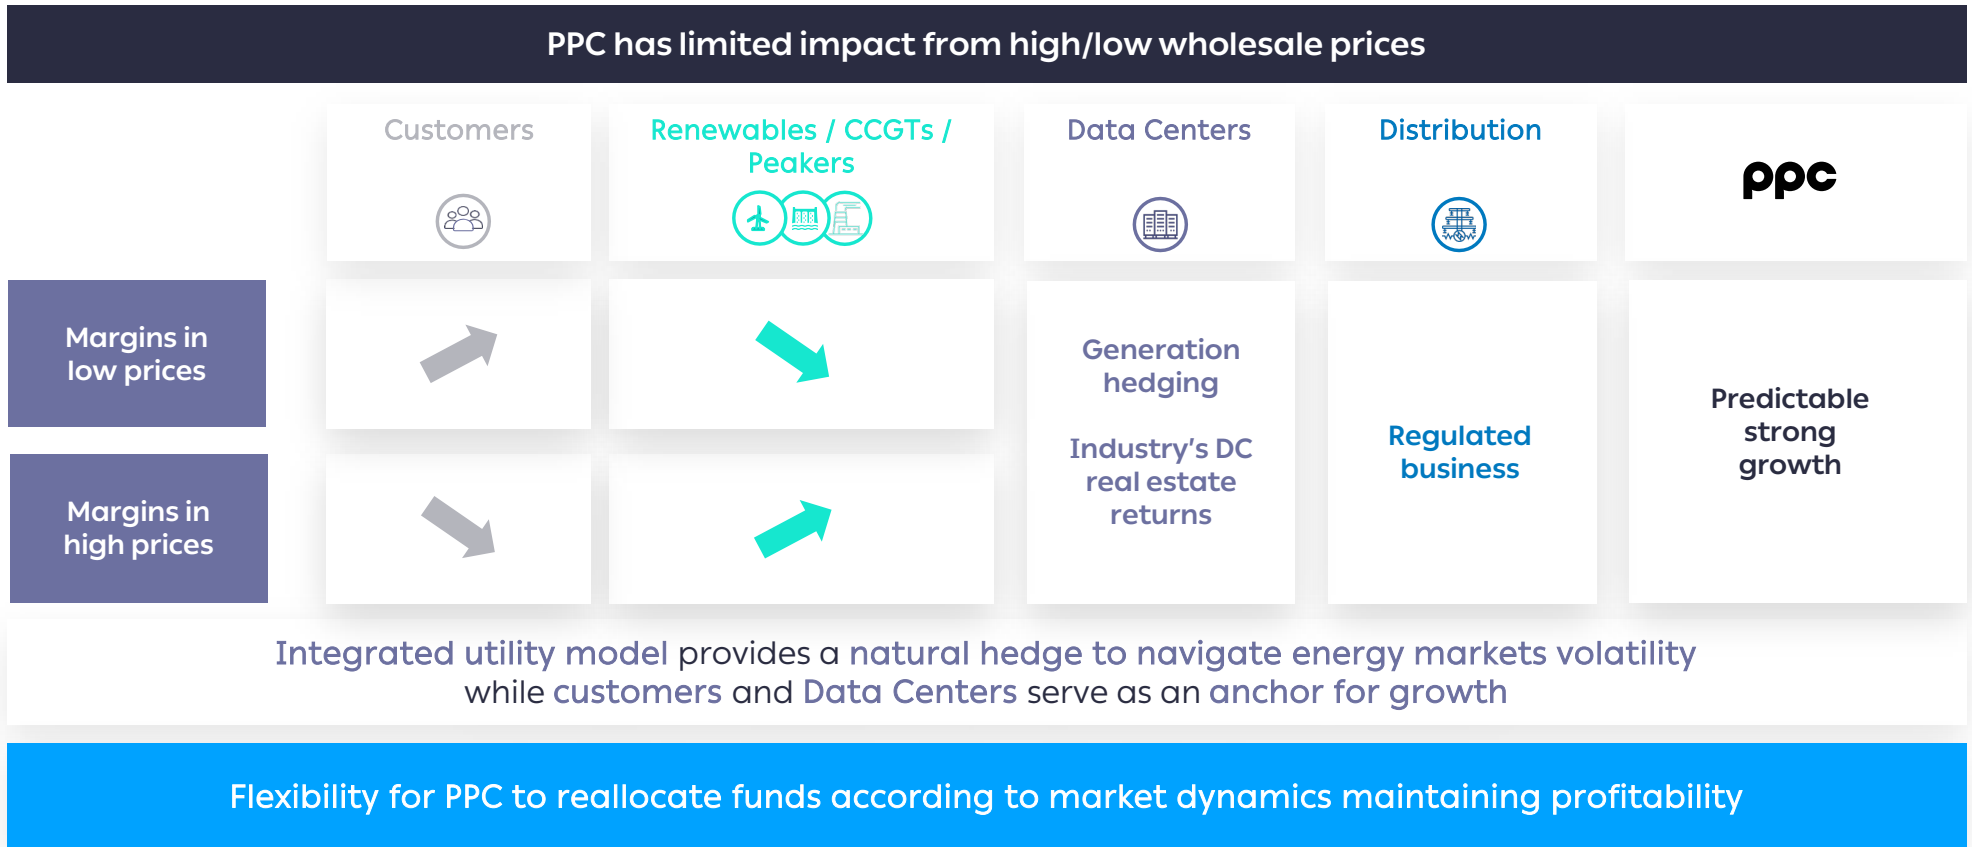 PPC has limited impact from high/low wholesale prices
Customers
Renewables / CCGTs /
Peakers
Data Centers
Distribution
ppc
Margins in
low prices
Margins in
high prices
Generation
hedging
Industry's DC
real estate
returns
Regulated
business
Predictable
strong
growth
Integrated utility model provides a natural hedge to navigate energy markets volatility
while customers and Data Centers serve as an anchor for growth
Flexibility for PPC to reallocate funds according to market dynamics maintaining profitability